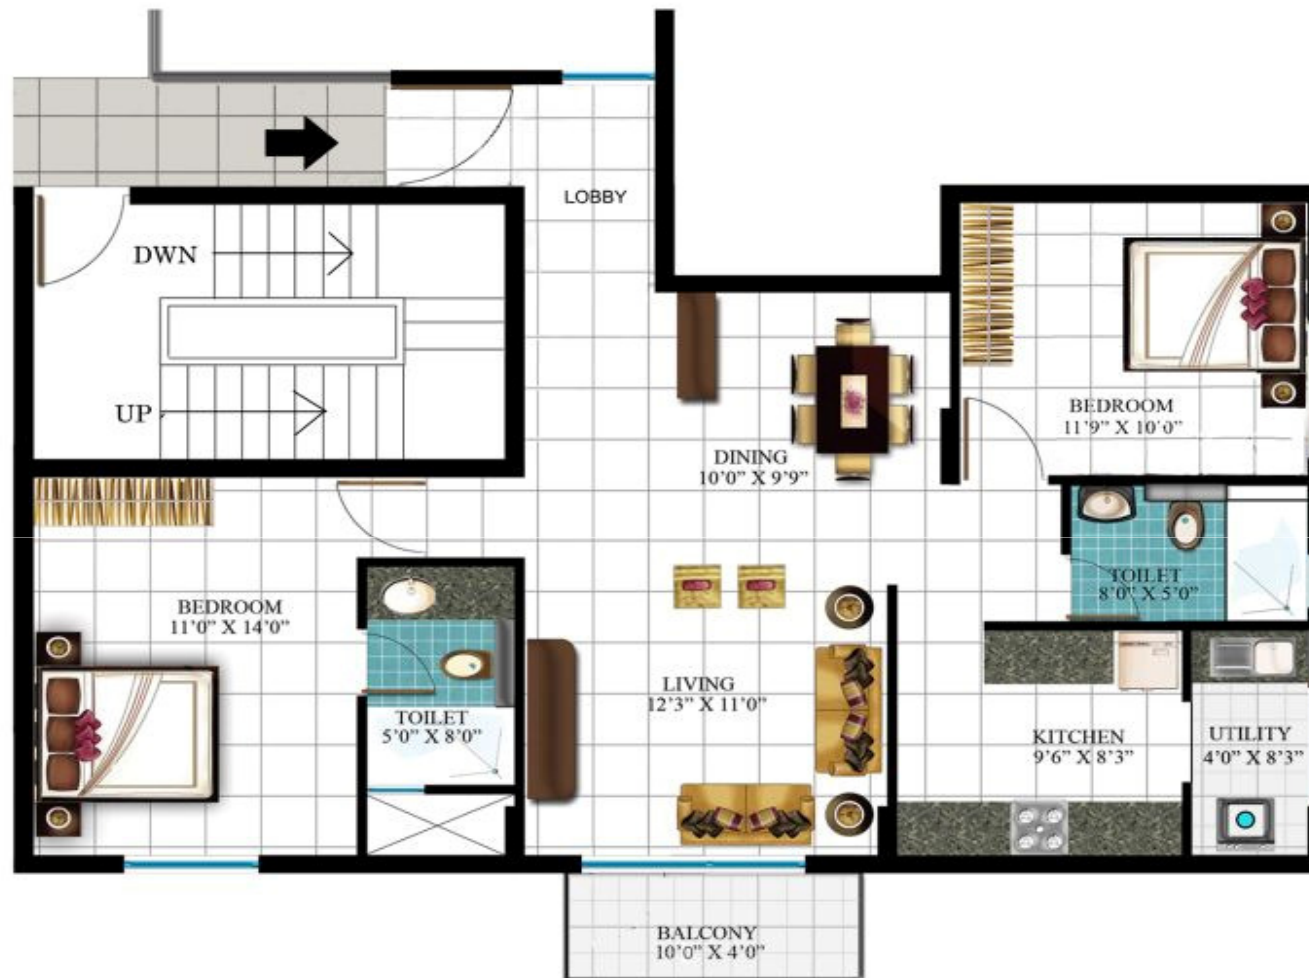 LOBBY
DWN
UP
BEDROOM
11'9" X 10'0"
DINING
10'0" X 9'9"
TOILET
8'0" X 5'0"
BEDROOM
11'0" X 14'0"
LIVING
12'3" X 11'0"
TOILET
5'0" X 8'0"
KITCHEN
9'6" X 8'3"
UTILITY
4'0" X 8'3"
BALCONY
10'0" X 4'0"